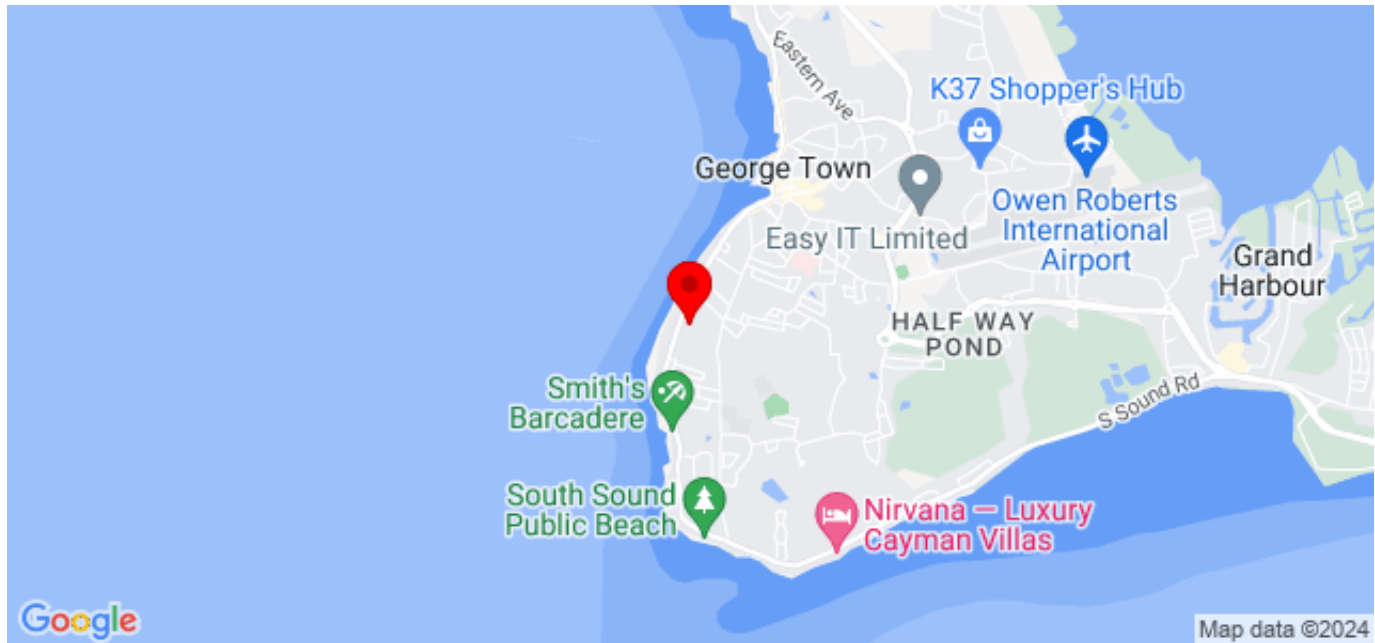 Eastern Ave
K37 Shopper's Hub
George Town
Owen Roberts
International
Airport
Easy IT Limited
Grand
Harbour
HALF WAY
POND
Smith's
Barcadere
S Sound Rd
South Sound
Public Beach
Nirvana — Luxury
Cayman Villas
Google
Map data ©2024